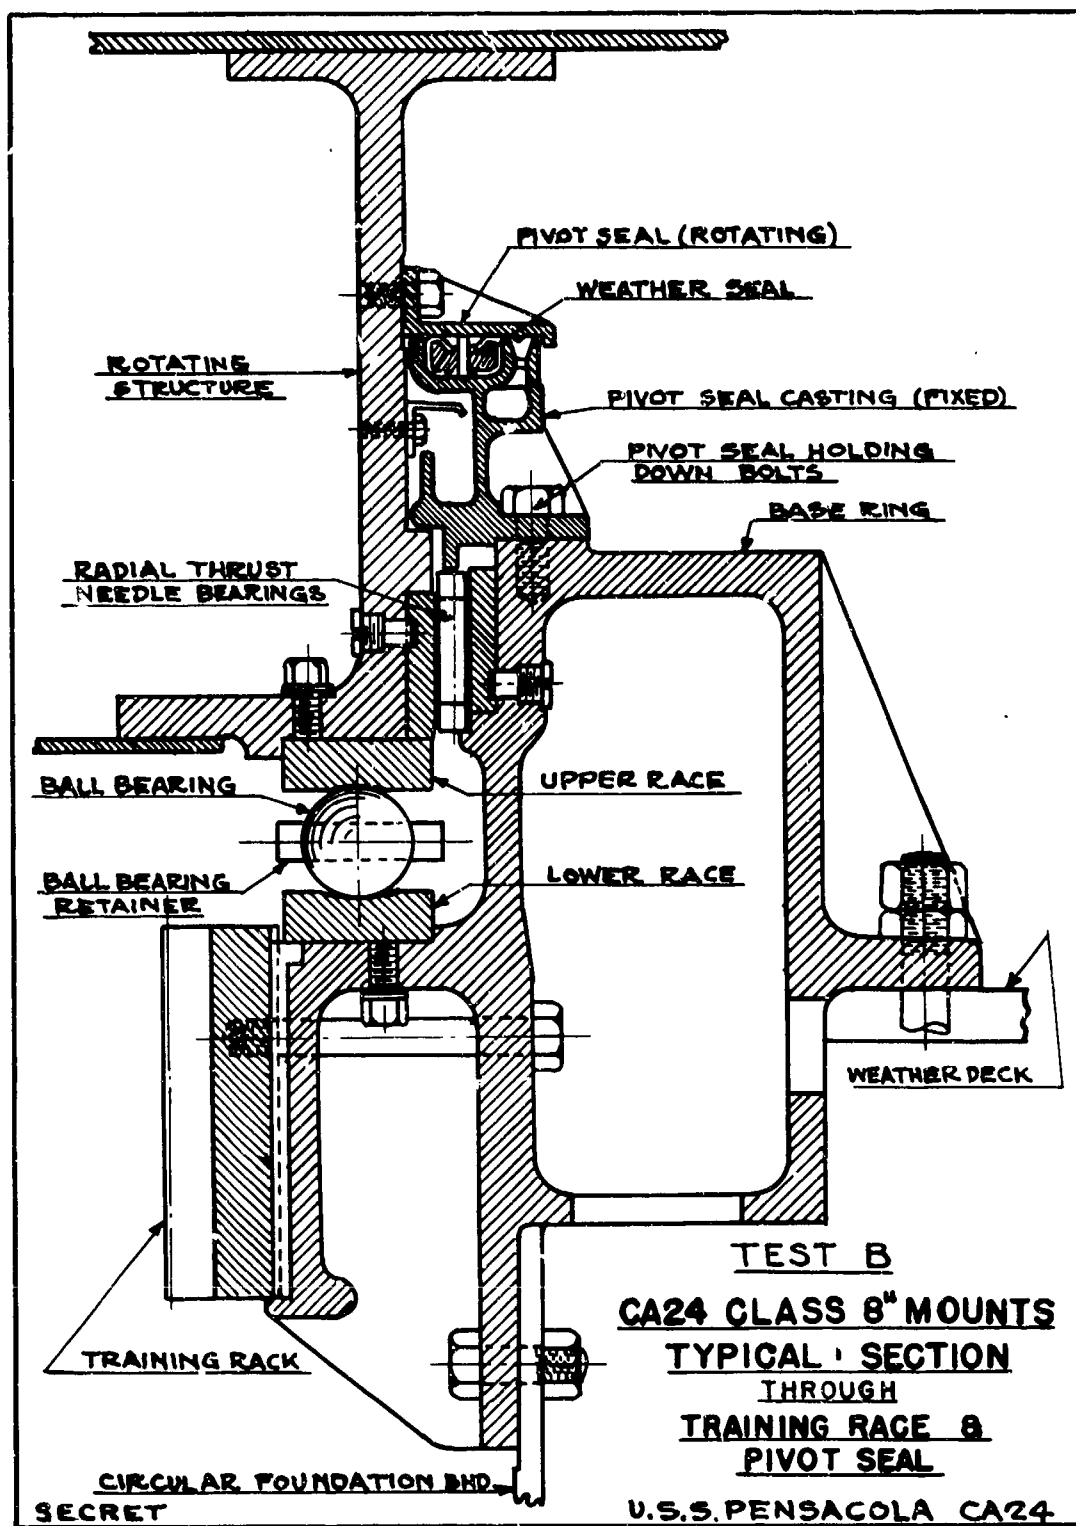 PIVOT SEAL (ROTATING)
WEATHER SEAL
ROTATING
STRUCTURE
PIVOT SEAL CASTING (FIXED)
PIVOT SEAL HOLDING
DOWN BOLTS
BASE RING
RADIAL THRUST
NEEDLE BEARINGS
BALL BEARING
UPPER RACE
BALL BEARING
RETAINER
LOWER RACE
WEATHER DECK
TRAINING RACK
CIRCULAR FOUNDATION BHD.
SECRET
TEST B
CA24 CLASS 8" MOUNTS
TYPICAL SECTION
THROUGH
TRAINING RACE &
PIVOT SEAL
U.S.S. PENSACOLA CA24